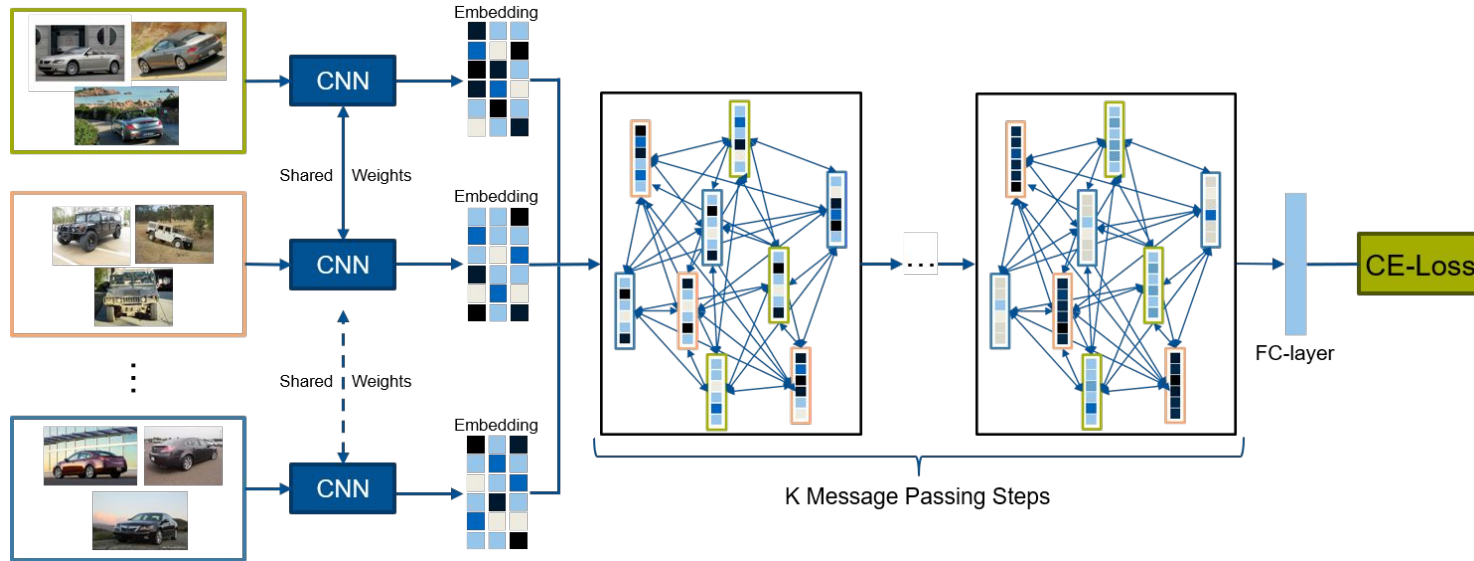 Embedding
CNN
Shared Weights
Embedding
CNN
...
Shared Weights
Embedding
CNN
...
K Message Passing Steps
FC-layer
CE-Loss